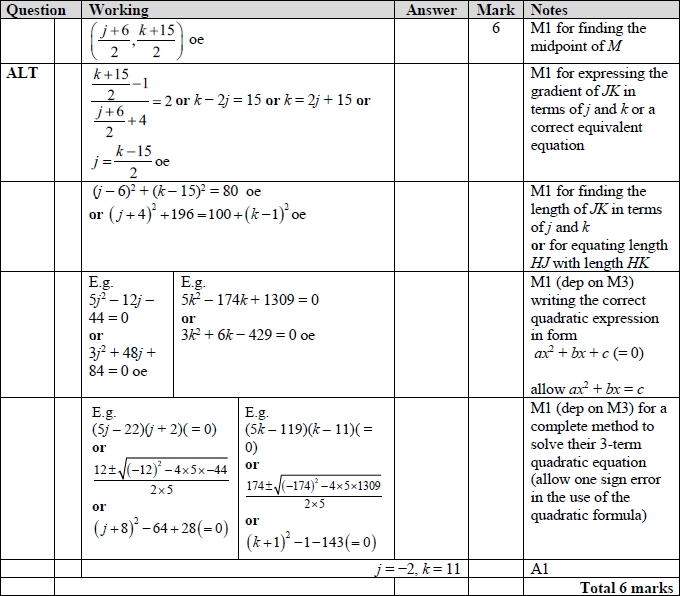 Question Working Answer Mark Notes
((j+6)/2, (k+15)/2) oe
6
M1 for finding the
midpoint of M
ALT
((k+15)/2 −1)/((j+6)/2 +4) = 2 or k − 2j = 15 or k = 2j + 15 or
j = (k−15)/2 oe
M1 for expressing the
gradient of JK in
terms of j and k or a
correct equivalent
equation
(j − 6)² + (k − 15)² = 80 oe
or (j+4)² +196 =100+(k−1)² oe
M1 for finding the
length of JK in terms
of j and k
or for equating length
HJ with length HK
E.g.
5j² – 12j –
44 = 0
or
3j² + 48j +
84 = 0 oe
E.g.
5k² – 174k + 1309 = 0
or
3k² + 6k – 429 = 0 oe
M1 (dep on M3)
writing the correct
quadratic expression
in form
ax² + bx + c (= 0)
allow ax² + bx = c
E.g.
(5j – 22)(j + 2)( = 0)
or
(12±√((−12)² −4×5×−44))/(2×5)
or
(j+8)² −64+28(=0)
E.g.
(5k – 119)(k – 11)( =
0)
or
(174±√((−174)² −4×5×1309))/(2×5)
or
(k+1)² −1−143(=0)
M1 (dep on M3) for a
complete method to
solve their 3-term
quadratic equation
(allow one sign error
in the use of the
quadratic formula)
j = −2, k = 11
A1
Total 6 marks